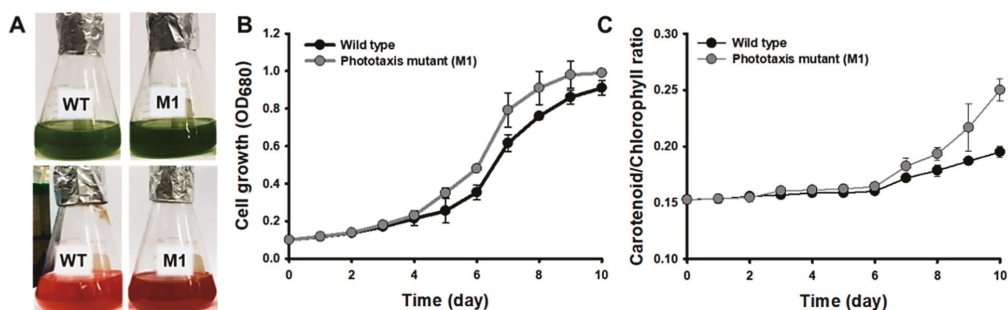 A
WT
M1
WT
M1
B
Cell growth (OD680)
1.2
1.0
0.8
0.6
0.4
0.2
0.0
Wild type
Phototaxis mutant (M1)
0 2 4 6 8 10
Time (day)
C
Carotenoid/Chlorophyll ratio
0.30
0.25
0.20
0.15
0.10
Wild type
Phototaxis mutant (M1)
0 2 4 6 8 10
Time (day)